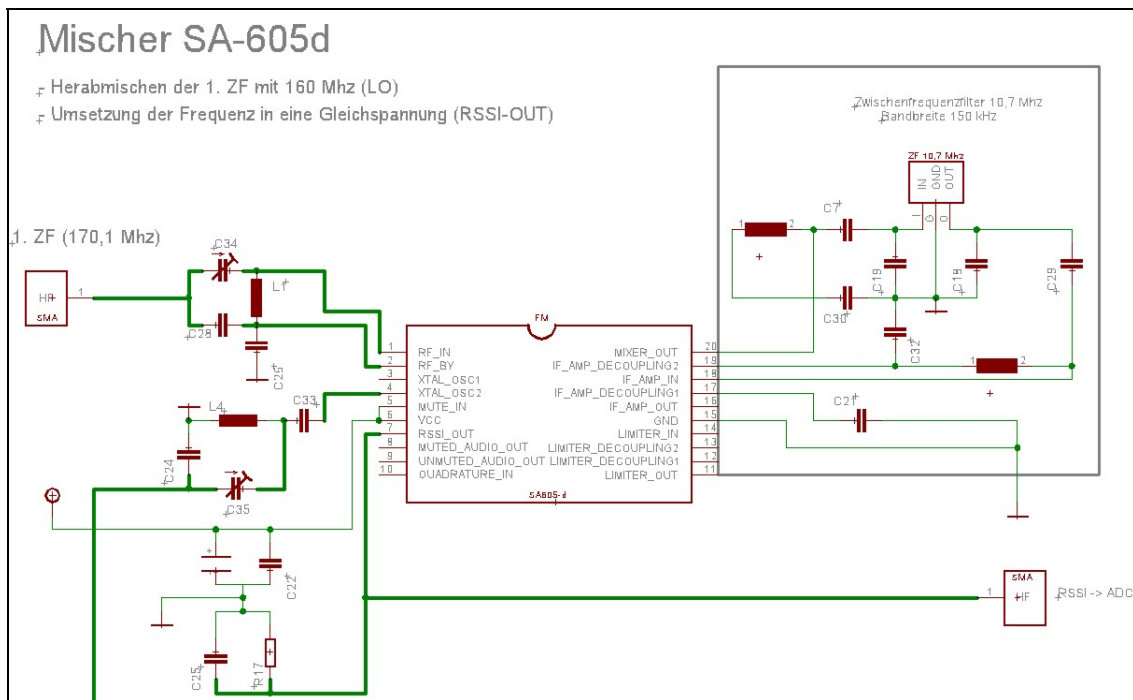 Mischer SA-605d
- Herabmischen der 1. ZF mit 160 Mhz (LO)
- Umsetzung der Frequenz in eine Gleichspannung (RSSI-OUT)
Zwischenfrequenzfilter 10,7 Mhz
Bandbreite 150 kHz
ZF 10,7 Mhz
IN
GND
OUT
I
G
O
1. ZF (170,1 Mhz)
HF
SMA
1
C34
L1
C28
C25
1
2
C7
C19
C18
C29
C30
C32
1
2
FM
1 RF_IN
2 RF_BY
3 XTAL_OSC1
4 XTAL_OSC2
5 MUTE_IN
6 VCC
7 RSSI_OUT
8 MUTED_AUDIO_OUT
9 UNMUTED_AUDIO_OUT
10 QUADRATURE_IN
MIXER_OUT 20
IF_AMP_DECOUPLING2 19
IF_AMP_IN 18
IF_AMP_DECOUPLING1 17
IF_AMP_OUT 16
GND 15
LIMITER_IN 14
LIMITER_DECOUPLING2 13
LIMITER_DECOUPLING1 12
LIMITER_OUT 11
SA605-d
C21
L4
C33
C24
C35
C22
C25
R17
1
SMA
HF
RSSI -> ADC